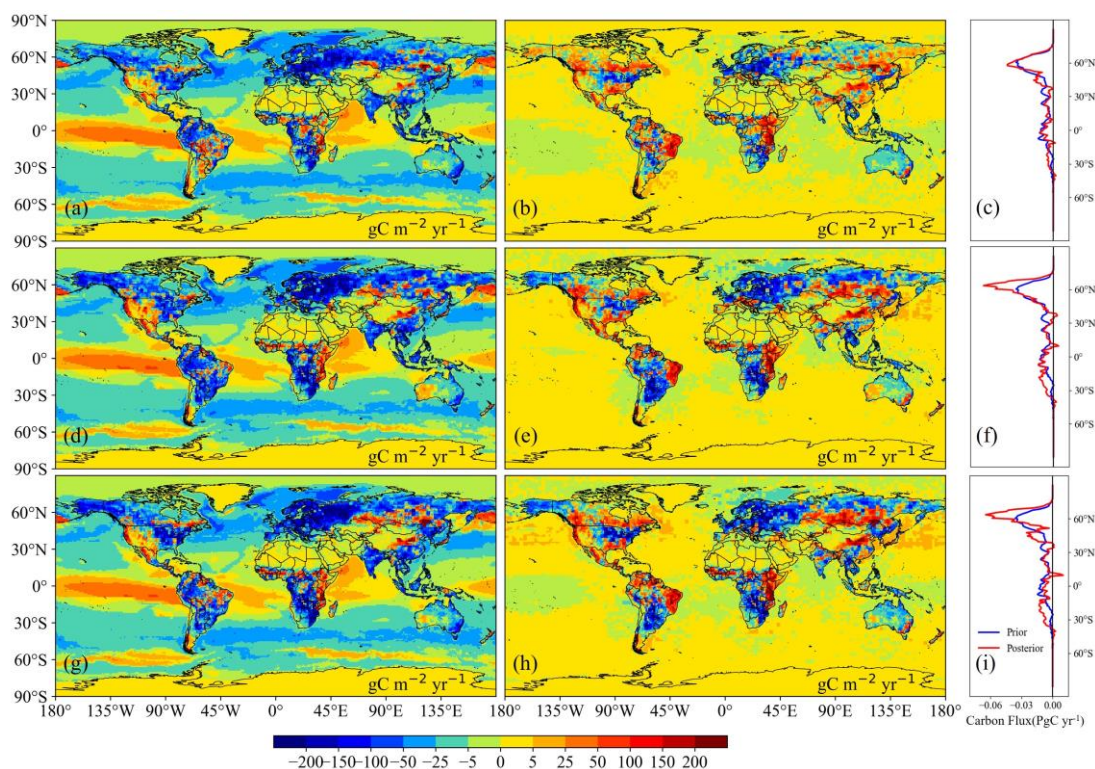 90°N
60°N
30°N
0°
30°S
60°S
90°S
(a)
gC m⁻² yr⁻¹
(b)
gC m⁻² yr⁻¹
(c)
60°N
30°N
0°
30°S
60°S
90°N
60°N
30°N
0°
30°S
60°S
90°S
(d)
gC m⁻² yr⁻¹
(e)
gC m⁻² yr⁻¹
(f)
60°N
30°N
0°
30°S
60°S
90°N
60°N
30°N
0°
30°S
60°S
90°S
(g)
gC m⁻² yr⁻¹
(h)
gC m⁻² yr⁻¹
(i)
60°N
30°N
0°
30°S
60°S
Prior
Posterior
180° 135°W 90°W 45°W 0° 45°E 90°E 135°E 180° 135°W 90°W 45°W 0° 45°E 90°E 135°E 180°
−0.06 −0.03 0.00
Carbon Flux(PgC yr⁻¹)
−200 −150 −100 −50 −25 −5 0 5 25 50 100 150 200